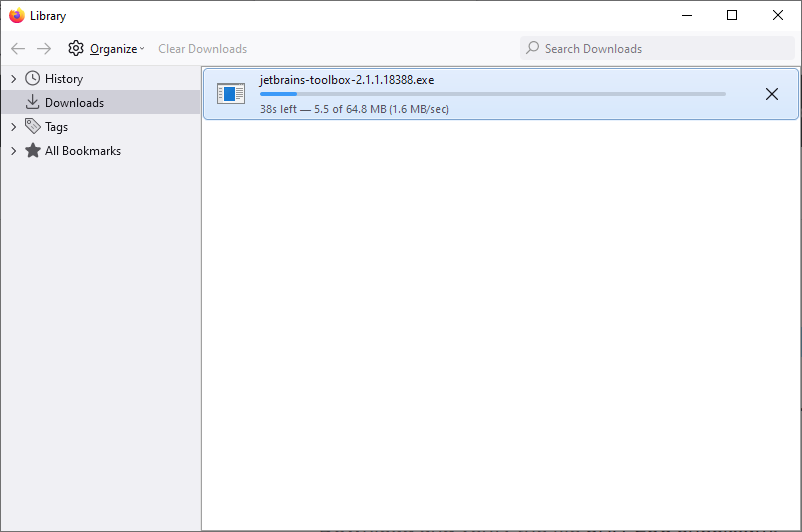 Library
Organize
Clear Downloads
Search Downloads
History
Downloads
Tags
All Bookmarks
jetbrains-toolbox-2.1.1.18388.exe
38s left — 5.5 of 64.8 MB (1.6 MB/sec)